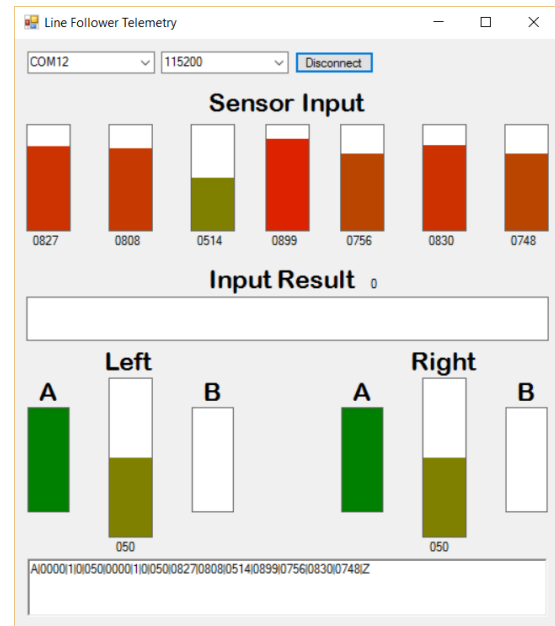 Line Follower Telemetry
COM12 115200 Disconnect
Sensor Input
0827 0808 0514 0899 0756 0830 0748
Input Result 0
Left Right
A B A B
050 050
A|0000|1|0|050|0000|1|0|050|0827|0808|0514|0899|0756|0830|0748|Z